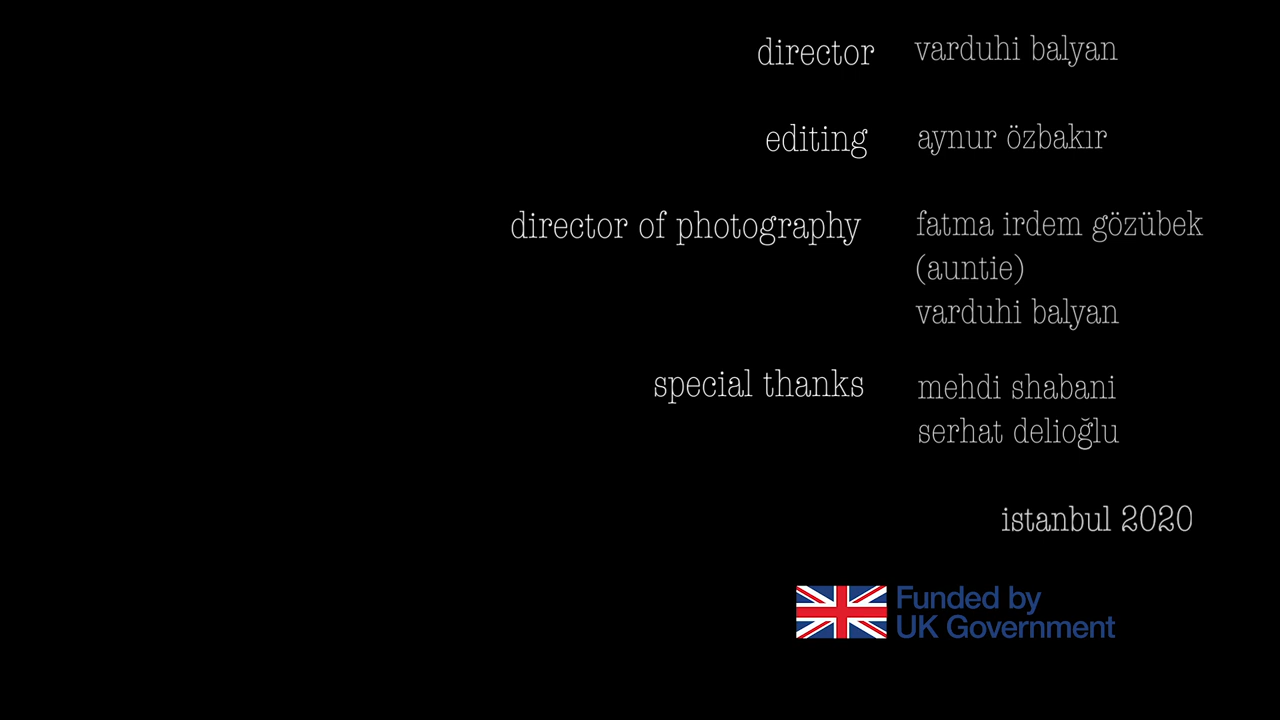 director varduhi balyan
editing aynur özbakır
director of photography fatma irdem gözübek
(auntie)
varduhi balyan
special thanks mehdi shabani
serhat delioğlu
istanbul 2020
Funded by
UK Government